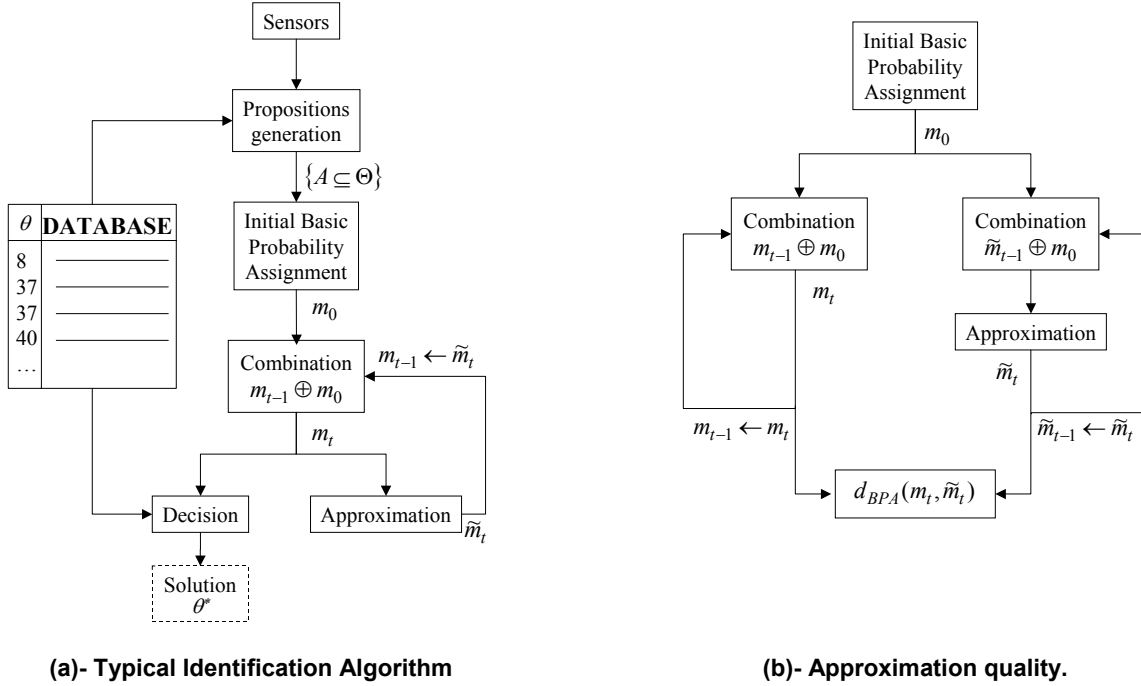 Sensors
Propositions
generation
{A ⊆ Θ}
θ DATABASE
8
37
37
40
…
Initial Basic
Probability
Assignment
m₀
Combination
mₜ₋₁ ⊕ m₀
mₜ₋₁ ← m̃ₜ
mₜ
Decision
Approximation
m̃ₜ
Solution
θ*
(a)- Typical Identification Algorithm
Initial Basic
Probability
Assignment
m₀
Combination
mₜ₋₁ ⊕ m₀
mₜ
Combination
m̃ₜ₋₁ ⊕ m₀
Approximation
m̃ₜ
mₜ₋₁ ← mₜ
m̃ₜ₋₁ ← m̃ₜ
d_BPA(mₜ, m̃ₜ)
(b)- Approximation quality.